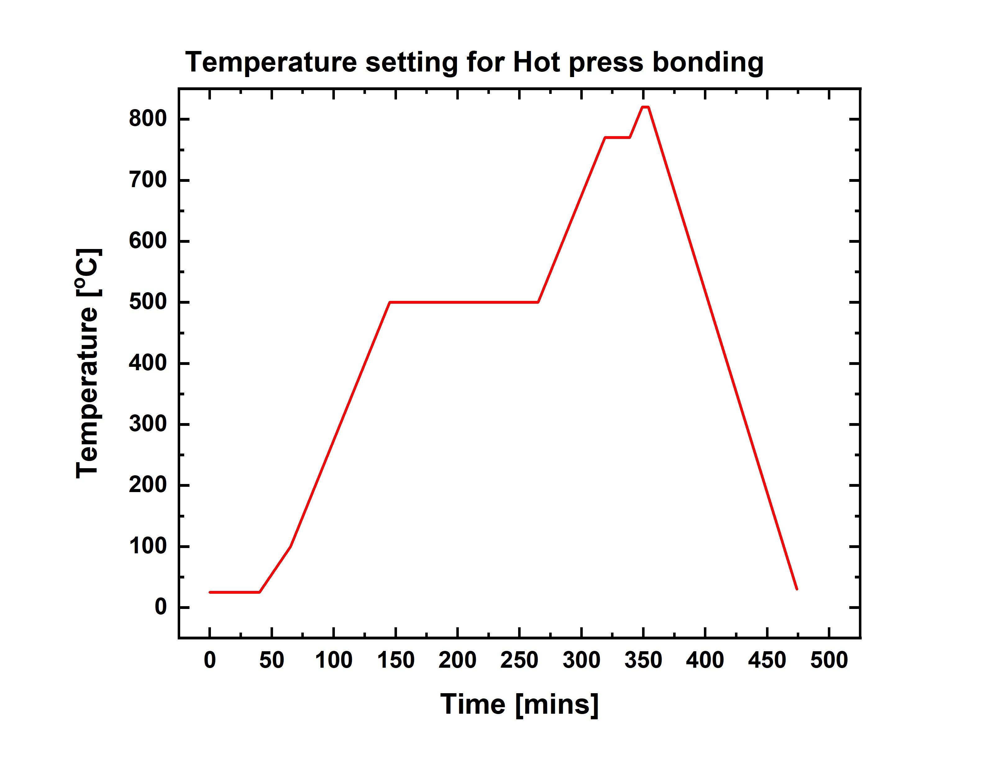 Temperature setting for Hot press bonding
800
700
600
500
400
300
200
100
0
Temperature [°C]
0 50 100 150 200 250 300 350 400 450 500
Time [mins]